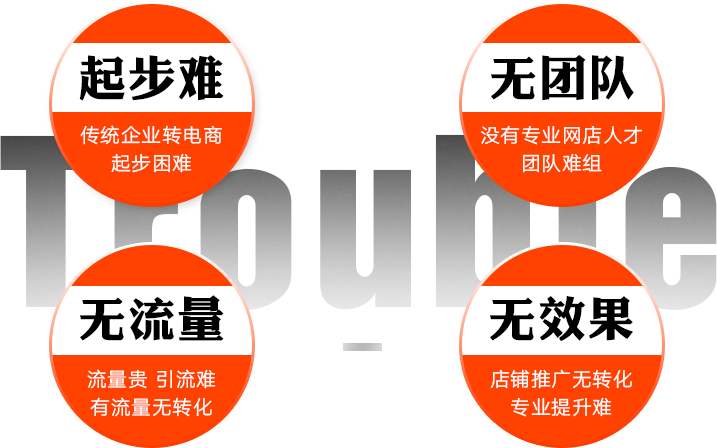 起步难
传统企业转电商
起步困难
无团队
没有专业网店人才
团队难组
Trouble
无流量
流量贵 引流难
有流量无转化
无效果
店铺推广无转化
专业提升难